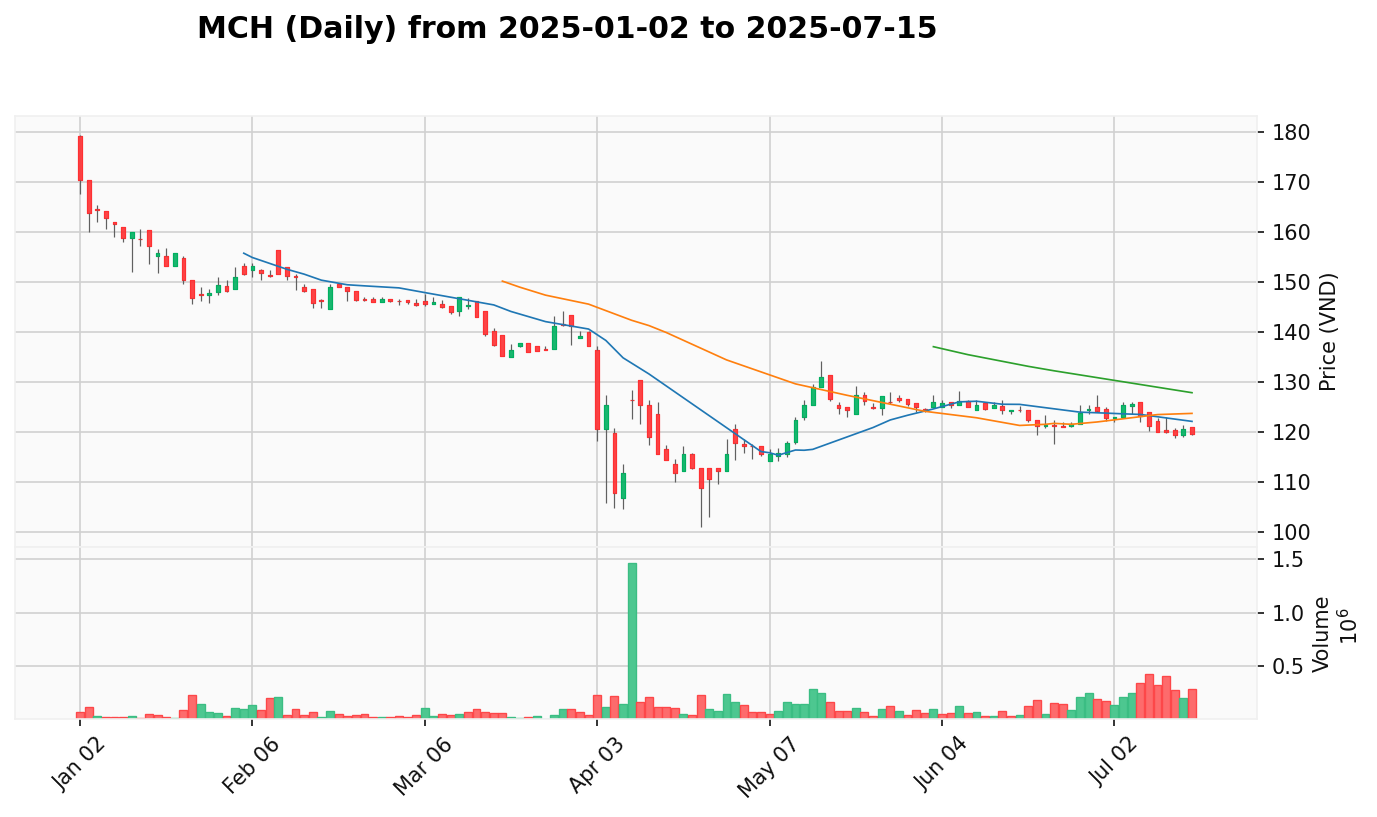 MCH (Daily) from 2025-01-02 to 2025-07-15
180
170
160
150
140
130
120
110
100
Price (VND)
1.5
1.0
0.5
Volume
10⁶
Jan 02
Feb 06
Mar 06
Apr 03
May 07
Jun 04
Jul 02